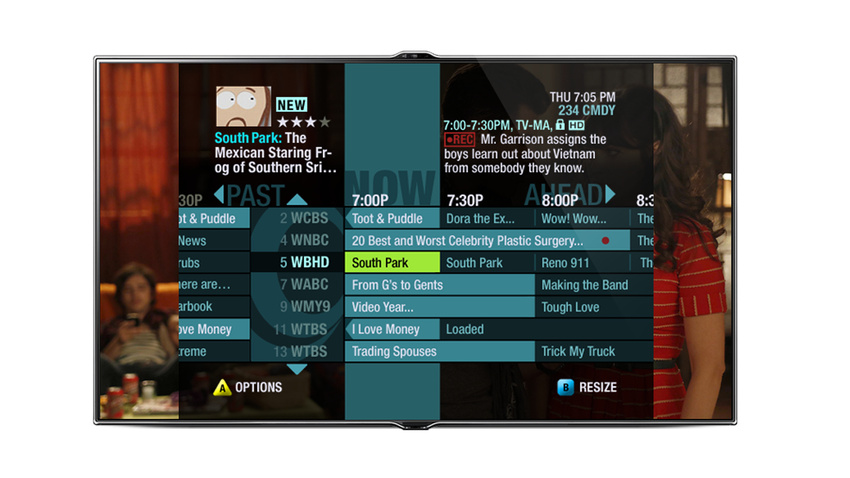 NEW
THU 7:05 PM
234 CMDY
7:00-7:30PM, TV-MA, HD
South Park: The
Mexican Staring Fr-
og of Southern Sri...
REC Mr. Garrison assigns the
boys learn out about Vietnam
from somebody they know.
PAST NOW AHEAD
30P 7:00P 7:30P 8:00P 8:3
ot & Puddle 2 WCBS Toot & Puddle Dora the Ex... Wow! Wow... The
News 4 WNBC 20 Best and Worst Celebrity Plastic Surgery... The
rubs 5 WBHD South Park South Park Reno 911 Th
ere are... 7 WABC From G's to Gents Making the Band
arbook 9 WMY9 Video Year... Tough Love
ove Money 11 WTBS I Love Money Loaded
treme 13 WTBS Trading Spouses Trick My Truck
A OPTIONS B RESIZE